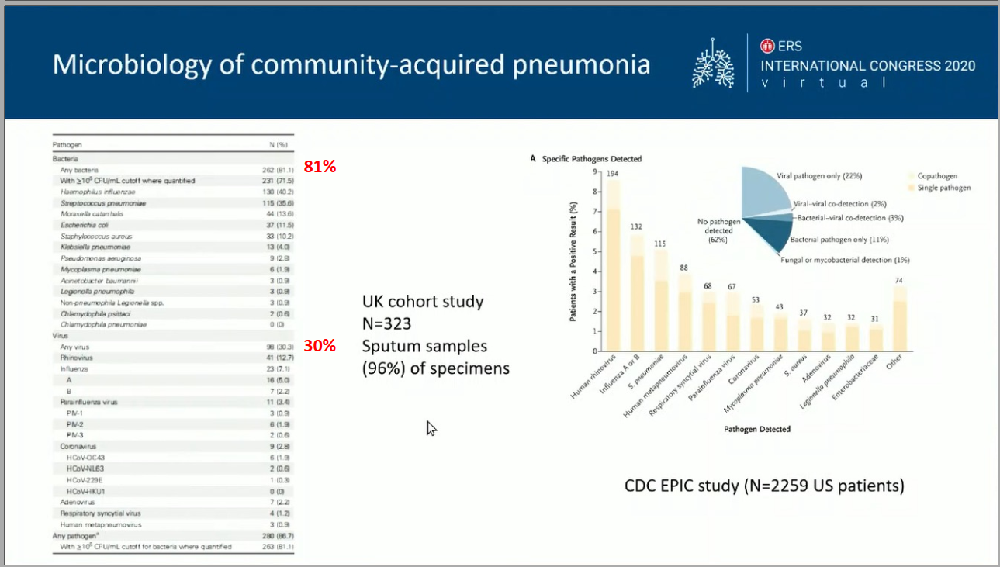 Microbiology of community-acquired pneumonia
ERS
INTERNATIONAL CONGRESS 2020
virtual
Pathogen N (%)
Bacteria
Any bacteria 262 (81.1)
With ≥10⁵ CFU/mL cutoff where quantified 231 (71.5)
Haemophilus influenzae 130 (40.2)
Streptococcus pneumoniae 115 (35.6)
Moraxella catarrhalis 44 (13.6)
Escherichia coli 37 (11.5)
Staphylococcus aureus 33 (10.2)
Klebsiella pneumoniae 13 (4.0)
Pseudomonas aeruginosa 9 (2.8)
Mycoplasma pneumoniae 6 (1.9)
Acinetobacter baumannii 3 (0.9)
Legionella pneumophila 3 (0.9)
Non-pneumophila Legionella spp. 3 (0.9)
Chlamydophila psittaci 2 (0.6)
Chlamydophila pneumoniae 0 (0)
Virus
Any virus 98 (30.3)
Rhinovirus 41 (12.7)
Influenza 23 (7.1)
A 16 (5.0)
B 7 (2.2)
Parainfluenza virus 11 (3.4)
PIV-1 3 (0.9)
PIV-2 6 (1.9)
PIV-3 2 (0.6)
Coronavirus 9 (2.8)
HCoV-OC43 6 (1.9)
HCoV-NL63 2 (0.6)
HCoV-229E 1 (0.3)
HCoV-HKU1 0 (0)
Adenovirus 7 (2.2)
Respiratory syncytial virus 4 (1.2)
Human metapneumovirus 3 (0.9)
Any pathogenᵃ 280 (86.7)
With ≥10⁵ CFU/mL cutoff for bacteria where quantified 263 (81.1)
81%
30%
UK cohort study
N=323
Sputum samples
(96%) of specimens
A Specific Pathogens Detected
Patients with a Positive Result (%)
9
8
7
6
5
4
3
2
1
0
194
132
115
88
68
67
53
43
37
32
32
31
74
Human rhinovirus
Influenza A or B
S. pneumoniae
Human metapneumovirus
Respiratory syncytial virus
Parainfluenza virus
Coronavirus
Mycoplasma pneumoniae
S. aureus
Adenovirus
Legionella pneumophila
Enterobacteriaceae
Other
Pathogen Detected
Viral pathogen only (22%)
Viral–viral co-detection (2%)
Bacterial–viral co-detection (3%)
Bacterial pathogen only (11%)
Fungal or mycobacterial detection (1%)
No pathogen
detected
(62%)
Copathogen
Single pathogen
CDC EPIC study (N=2259 US patients)